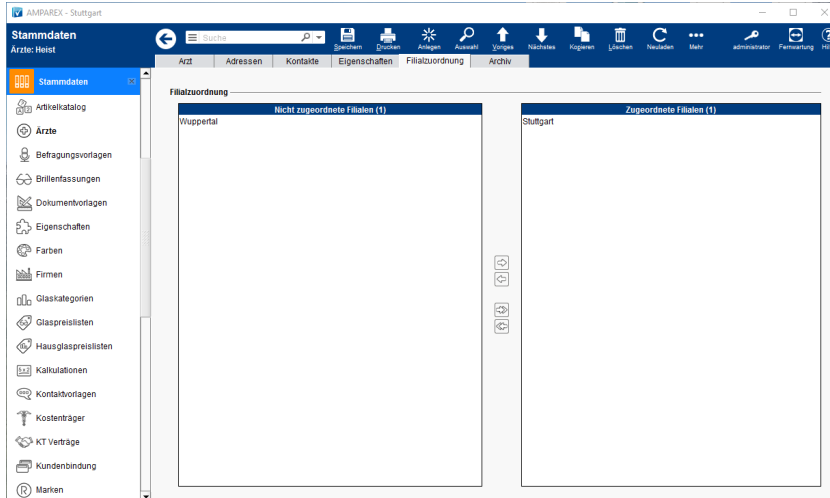 AMPAREX - Stuttgart
Stammdaten
Ärzte: Heist
Suche
Speichern
Drucken
Anlegen
Auswahl
Voriges
Nächstes
Kopieren
Löschen
Neuladen
Mehr
administrator
Fernwartung
Arzt
Adressen
Kontakte
Eigenschaften
Filialzuordnung
Archiv
Stammdaten
Artikelkatalog
Ärzte
Befragungsvorlagen
Brillenfassungen
Dokumentvorlagen
Eigenschaften
Farben
Firmen
Glaskategorien
Glaspreislisten
Hausglaspreislisten
Kalkulationen
Kontaktvorlagen
Kostenträger
KT Verträge
Kundenbindung
Marken
Filialzuordnung
Nicht zugeordnete Filialen (1)
Wuppertal
Zugeordnete Filialen (1)
Stuttgart